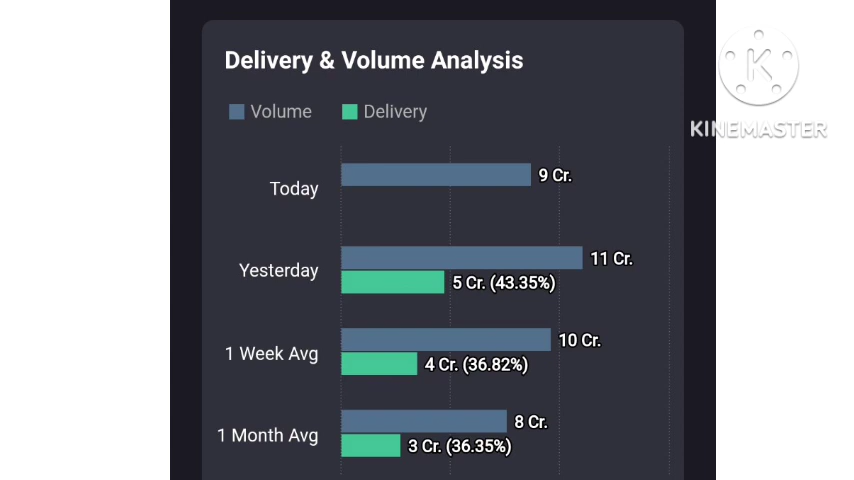 Delivery & Volume Analysis
Volume Delivery
Today 9 Cr.
Yesterday 11 Cr.
5 Cr. (43.35%)
1 Week Avg 10 Cr.
4 Cr. (36.82%)
1 Month Avg 8 Cr.
3 Cr. (36.35%)
K
KINEMASTER